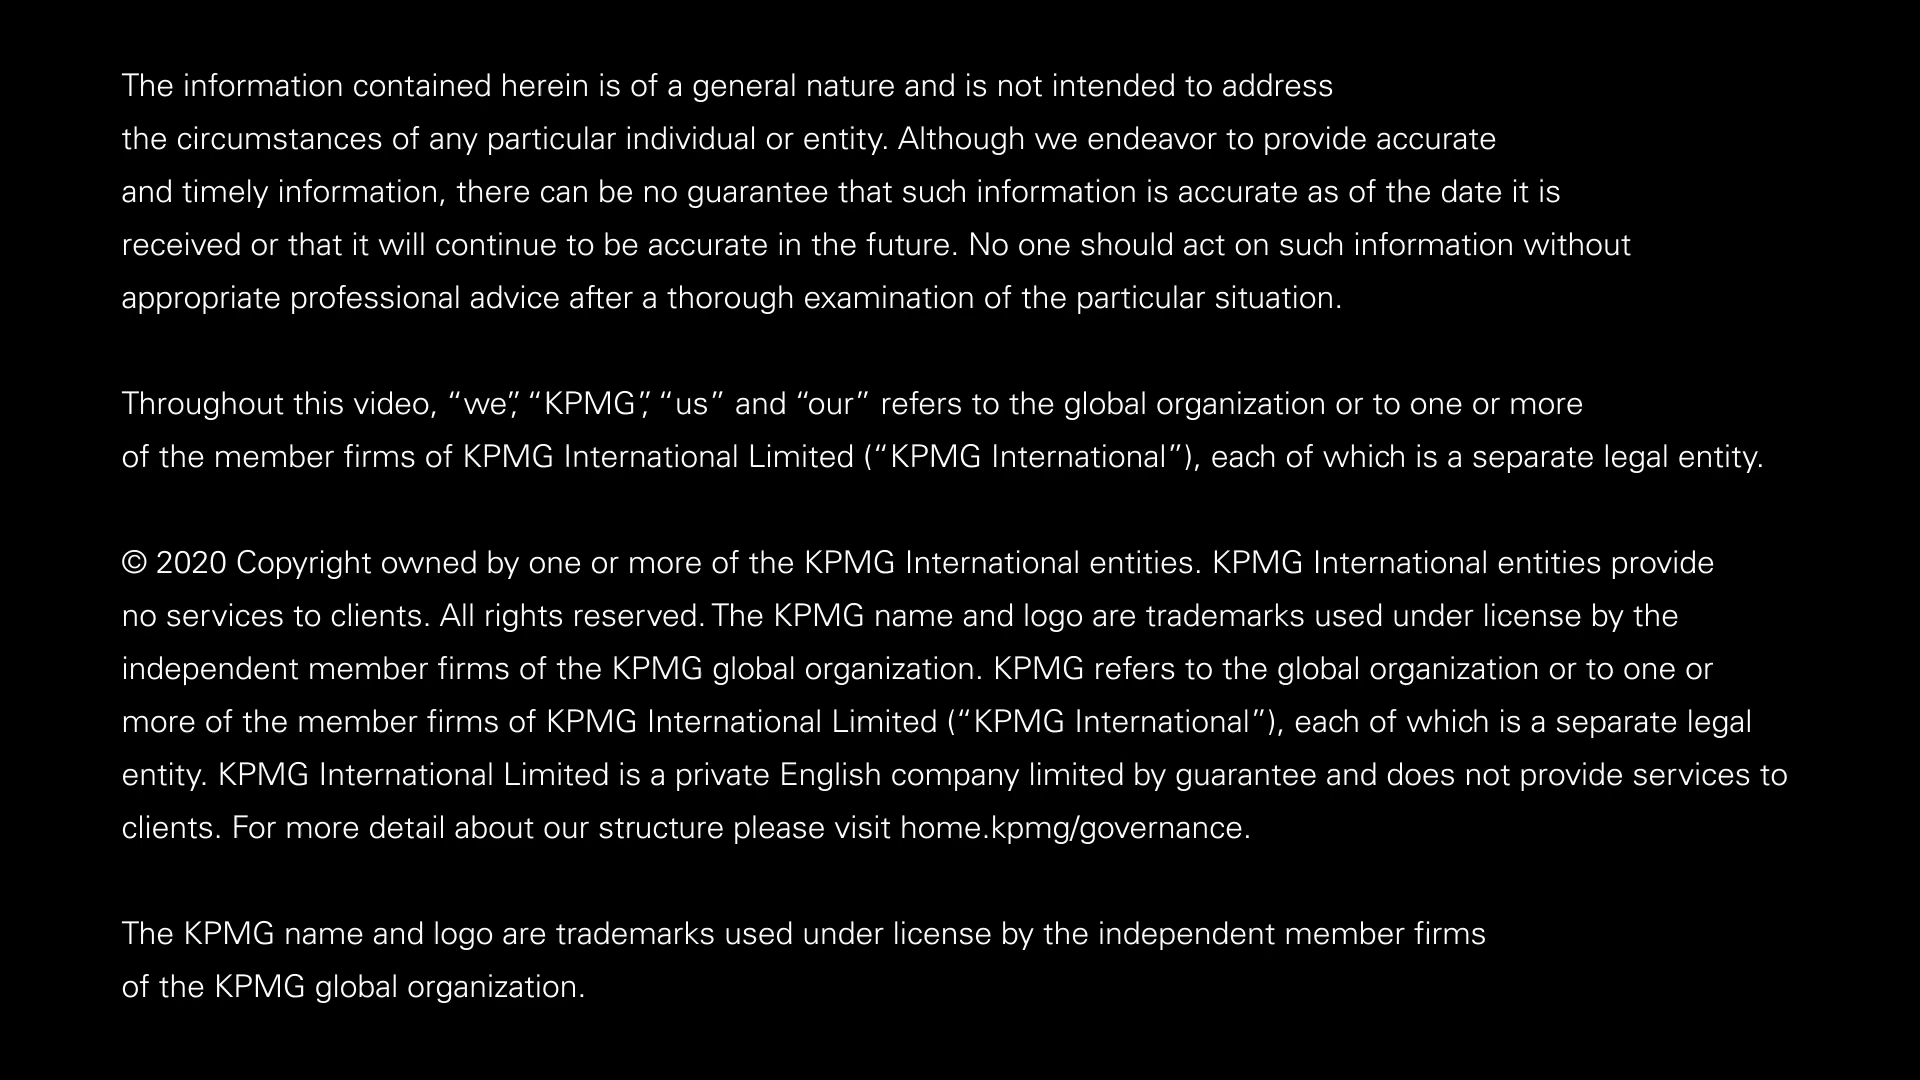 The information contained herein is of a general nature and is not intended to address
the circumstances of any particular individual or entity. Although we endeavor to provide accurate
and timely information, there can be no guarantee that such information is accurate as of the date it is
received or that it will continue to be accurate in the future. No one should act on such information without
appropriate professional advice after a thorough examination of the particular situation.
Throughout this video, “we”, “KPMG”, “us” and “our” refers to the global organization or to one or more
of the member firms of KPMG International Limited (“KPMG International”), each of which is a separate legal entity.
© 2020 Copyright owned by one or more of the KPMG International entities. KPMG International entities provide
no services to clients. All rights reserved. The KPMG name and logo are trademarks used under license by the
independent member firms of the KPMG global organization. KPMG refers to the global organization or to one or
more of the member firms of KPMG International Limited (“KPMG International”), each of which is a separate legal
entity. KPMG International Limited is a private English company limited by guarantee and does not provide services to
clients. For more detail about our structure please visit home.kpmg/governance.
The KPMG name and logo are trademarks used under license by the independent member firms
of the KPMG global organization.